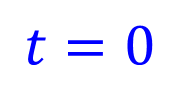 t = 0